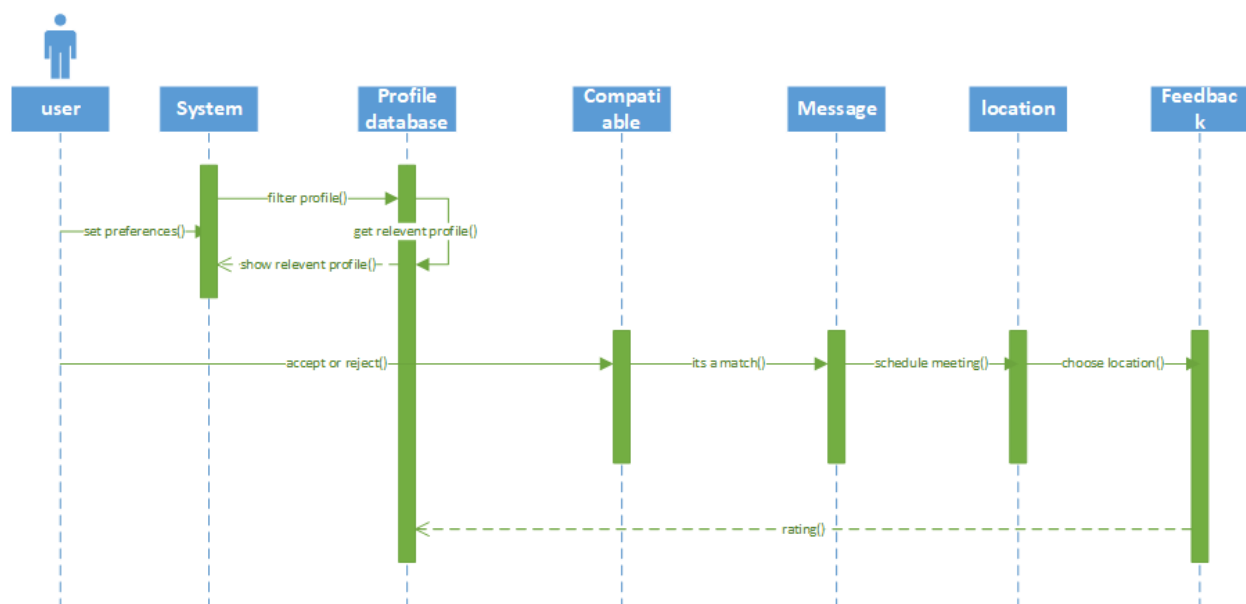 user
System
Profile
database
Compati
able
Message
location
Feedbac
k
filter profile()
set preferences()
get relevent profile()
show relevent profile()
accept or reject()
its a match()
schedule meeting()
choose location()
rating()